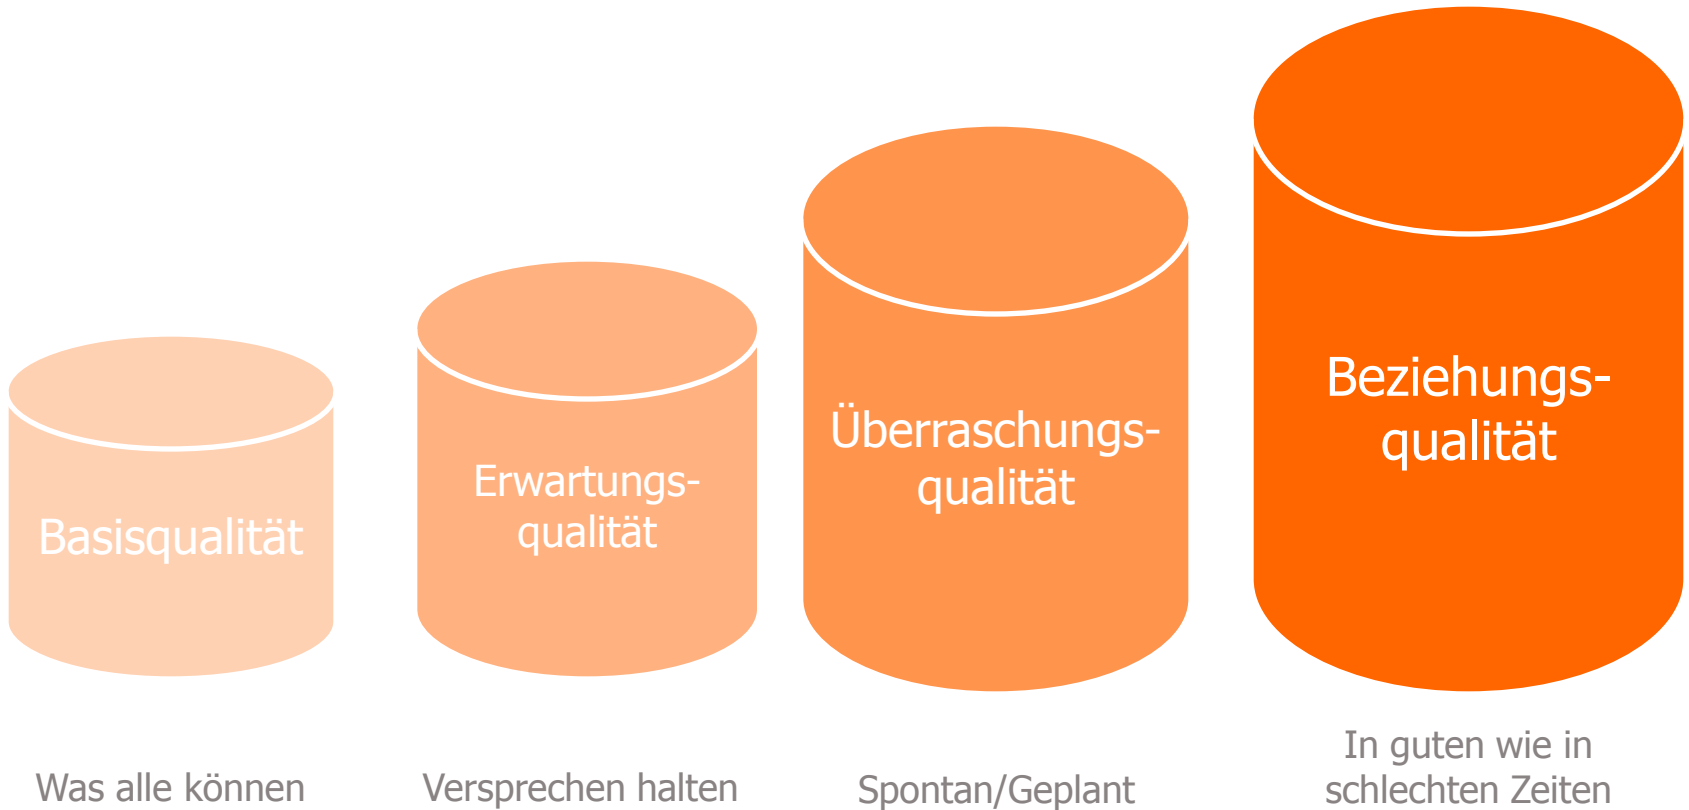 Basisqualität
Erwartungs-
qualität
Überraschungs-
qualität
Beziehungs-
qualität
Was alle können
Versprechen halten
Spontan/Geplant
In guten wie in
schlechten Zeiten